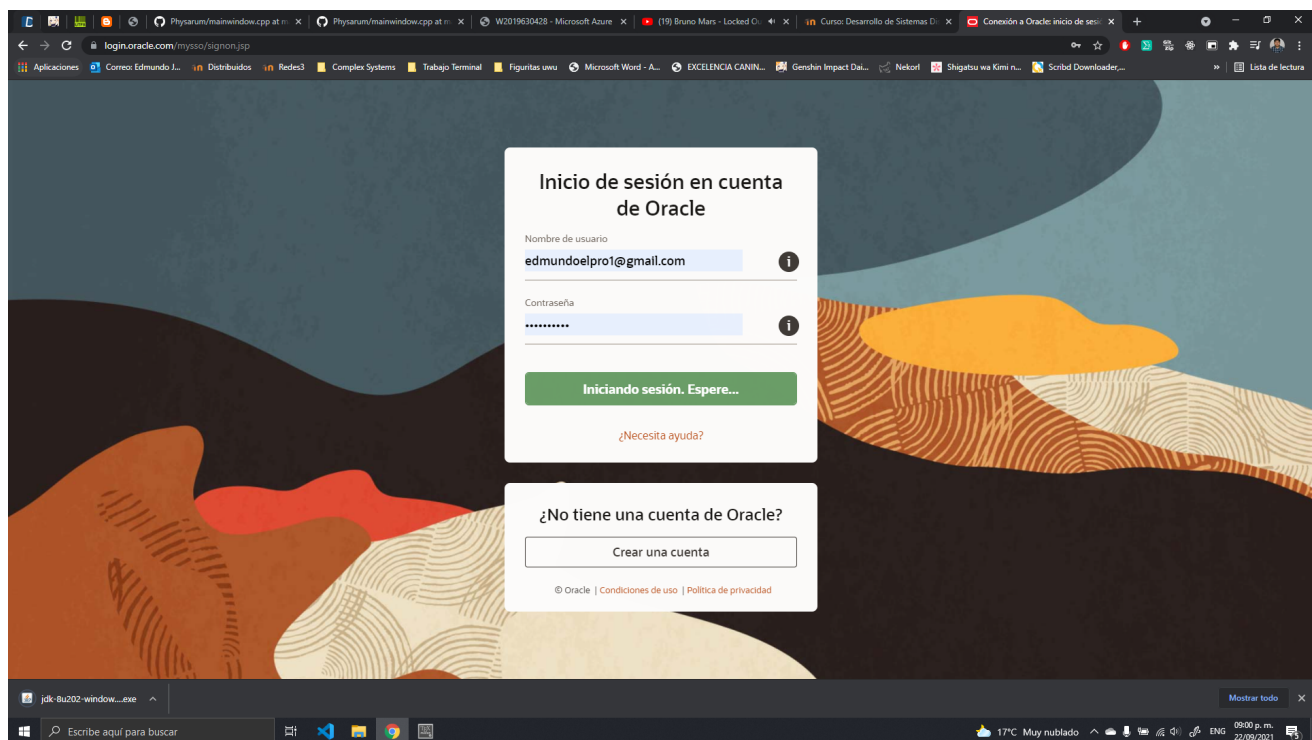 Physarum/mainwindow.cpp at m
Physarum/mainwindow.cpp at m
W2019630428 - Microsoft Azure
(19) Bruno Mars - Locked Ou
Curso: Desarrollo de Sistemas Di
Conexión a Oracle: inicio de sesi
login.oracle.com/mysso/signon.jsp
Aplicaciones
Correo: Edmundo J...
Distribuidos
Redes3
Complex Systems
Trabajo Terminal
Figuritas uwu
Microsoft Word - A...
EXCELENCIA CANIN...
Genshin Impact Dai...
Nekorl
Shigatsu wa Kimi n...
Scribd Downloader,...
»
Lista de lectura
Inicio de sesión en cuenta
de Oracle
Nombre de usuario
edmundoelpro1@gmail.com
Contraseña
••••••••••
Iniciando sesión. Espere...
¿Necesita ayuda?
¿No tiene una cuenta de Oracle?
Crear una cuenta
© Oracle | Condiciones de uso | Política de privacidad
jdk-8u202-window....exe
Mostrar todo
Escribe aquí para buscar
17°C Muy nublado
ENG
09:00 p. m.
22/09/2021